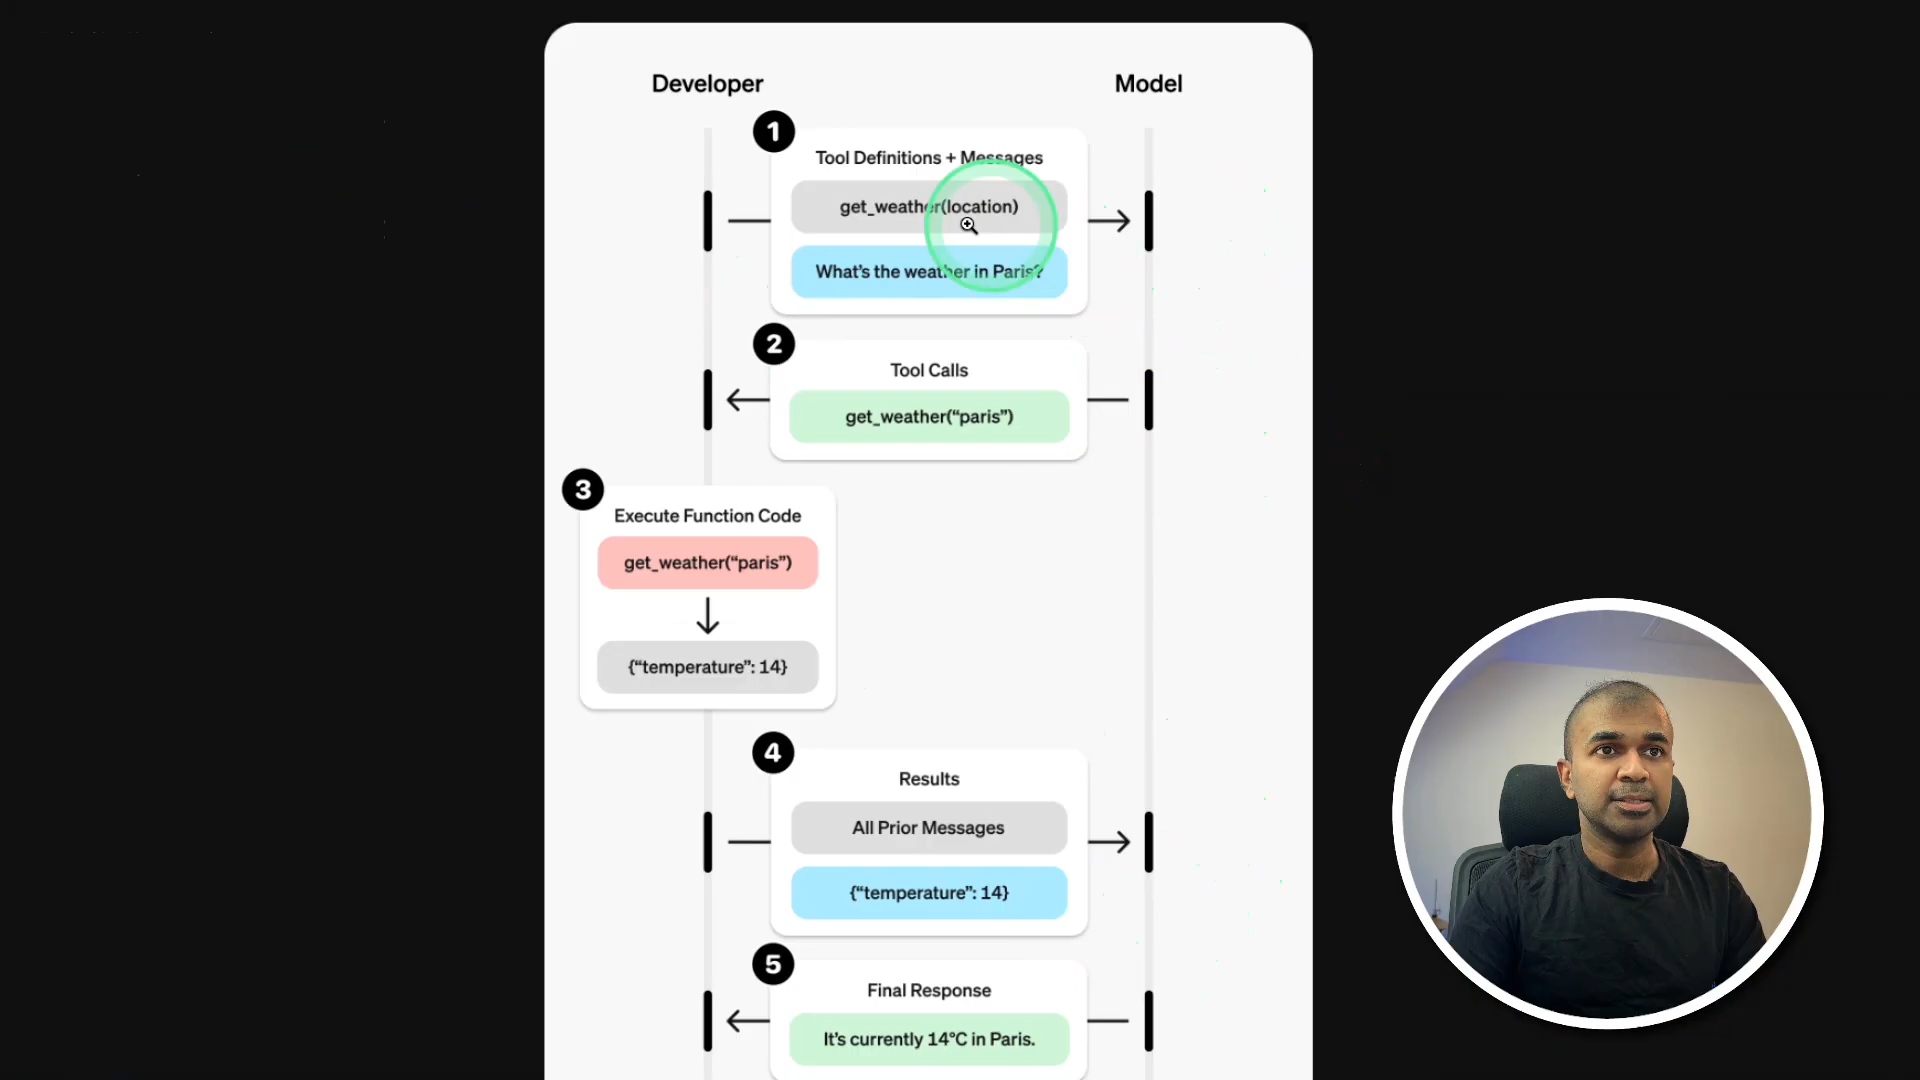 Developer
Model
1
Tool Definitions + Messages
get_weather(location)
What's the weather in Paris?
2
Tool Calls
get_weather(“paris”)
3
Execute Function Code
get_weather(“paris”)
{“temperature”: 14}
4
Results
All Prior Messages
{“temperature”: 14}
5
Final Response
It's currently 14°C in Paris.